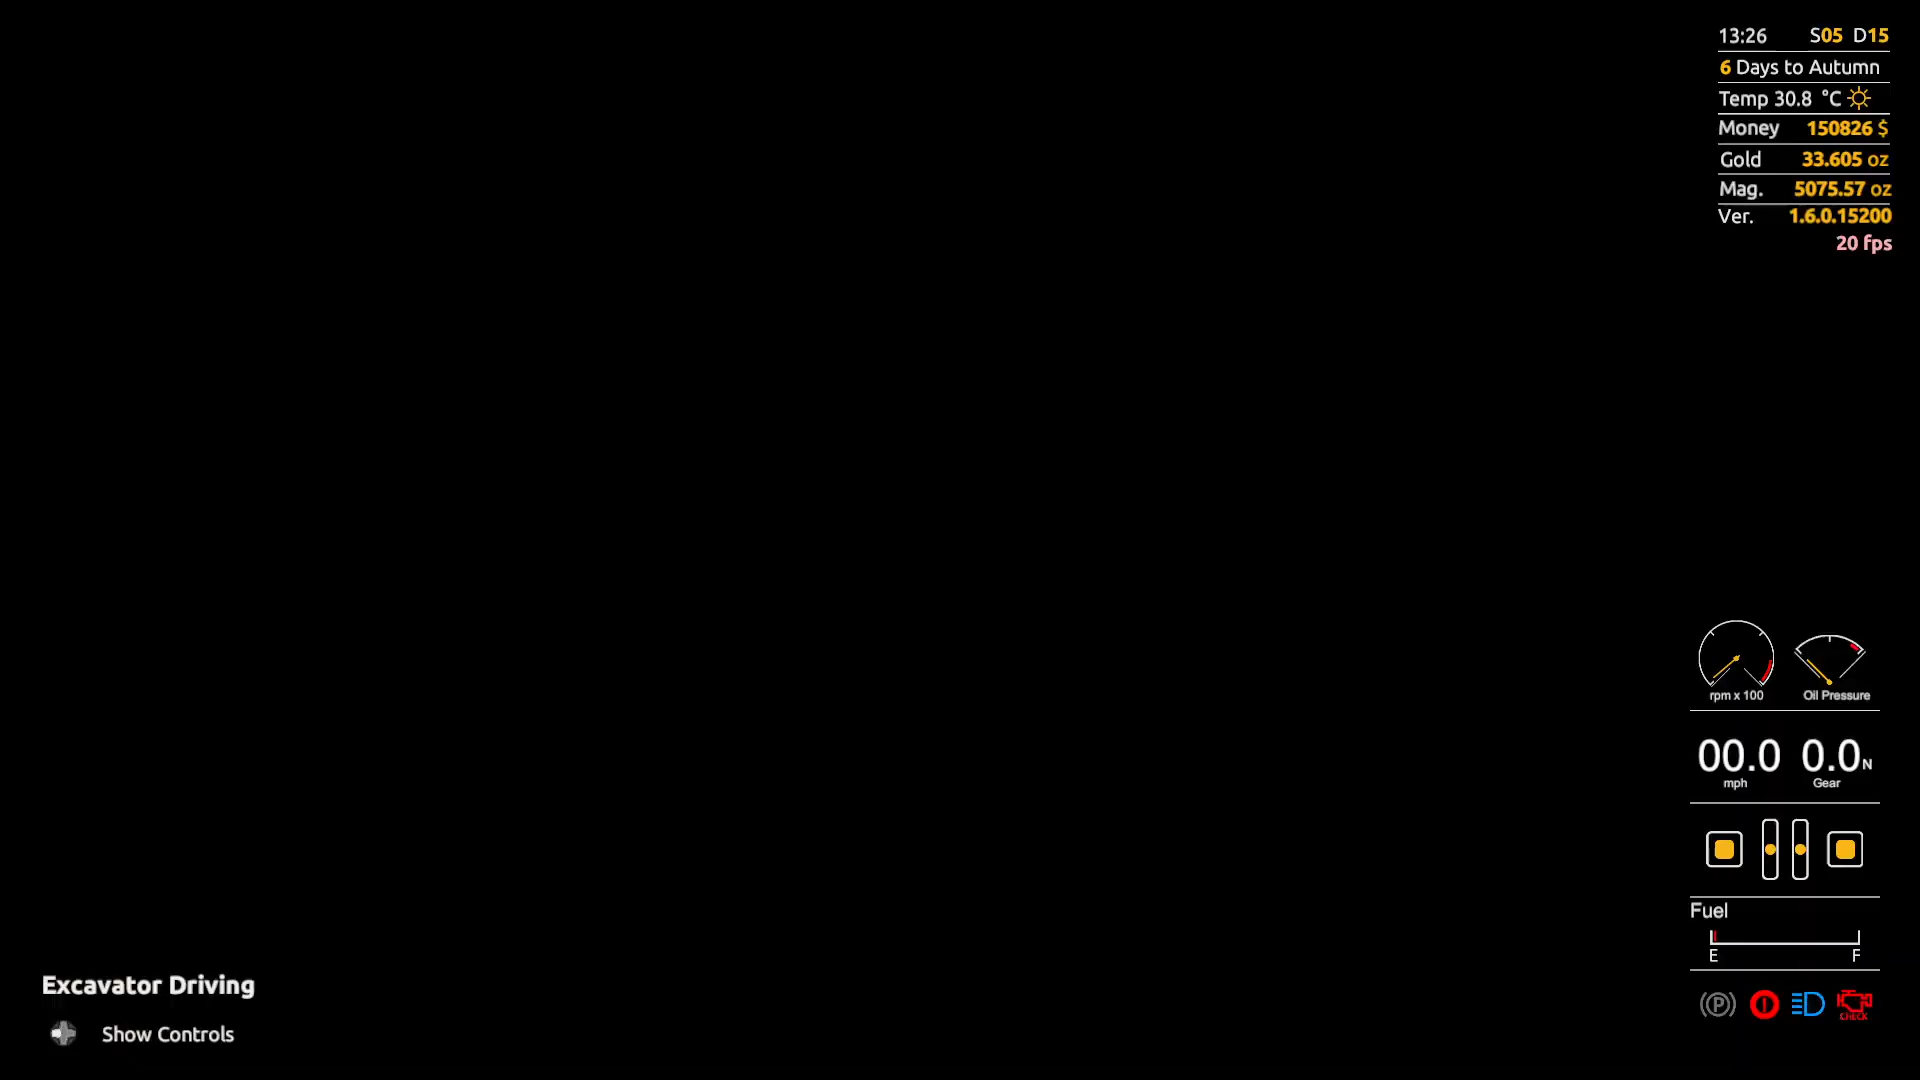 13:26 S05 D15
6 Days to Autumn
Temp 30.8 °C
Money 150826 $
Gold 33.605 oz
Mag. 5075.57 oz
Ver. 1.6.0.15200
20 fps
rpm x 100 Oil Pressure
00.0 0.0N
mph Gear
Fuel
E F
Excavator Driving
(P) CHECK
Show Controls